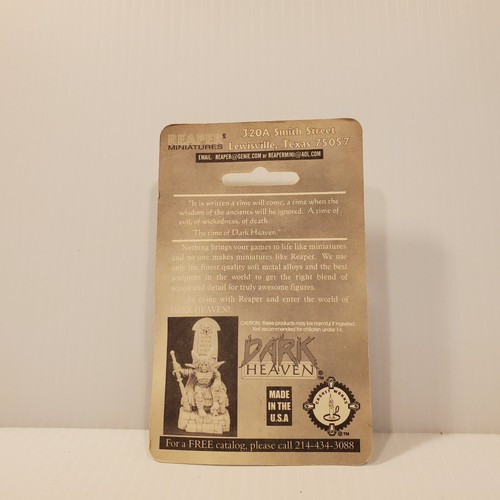 REAPER
MINIATURES
320A Smith Street
Lewisville, Texas 75057
EMAIL: REAPER@GENIE.COM or REAPERMINI@AOL.COM
"It is written a time will come, a time when the
wisdom of the ancients will be ignored. A time of
evil, of wickedness, of death.
The time of Dark Heaven."
Nothing brings your games to life like miniatures
and no one makes miniatures like Reaper. We use
only the finest quality soft metal alloys and the best
sculptors in the world to get the right blend of
and detail for truly awesome figures.
come with Reaper and enter the world of
DARK HEAVEN!
CAUTION: these products may be harmful if ingested.
Not recommended for children under 14.
DARK
HEAVEN
MADE
IN THE
U.S.A
For a FREE catalog, please call 214-434-3088